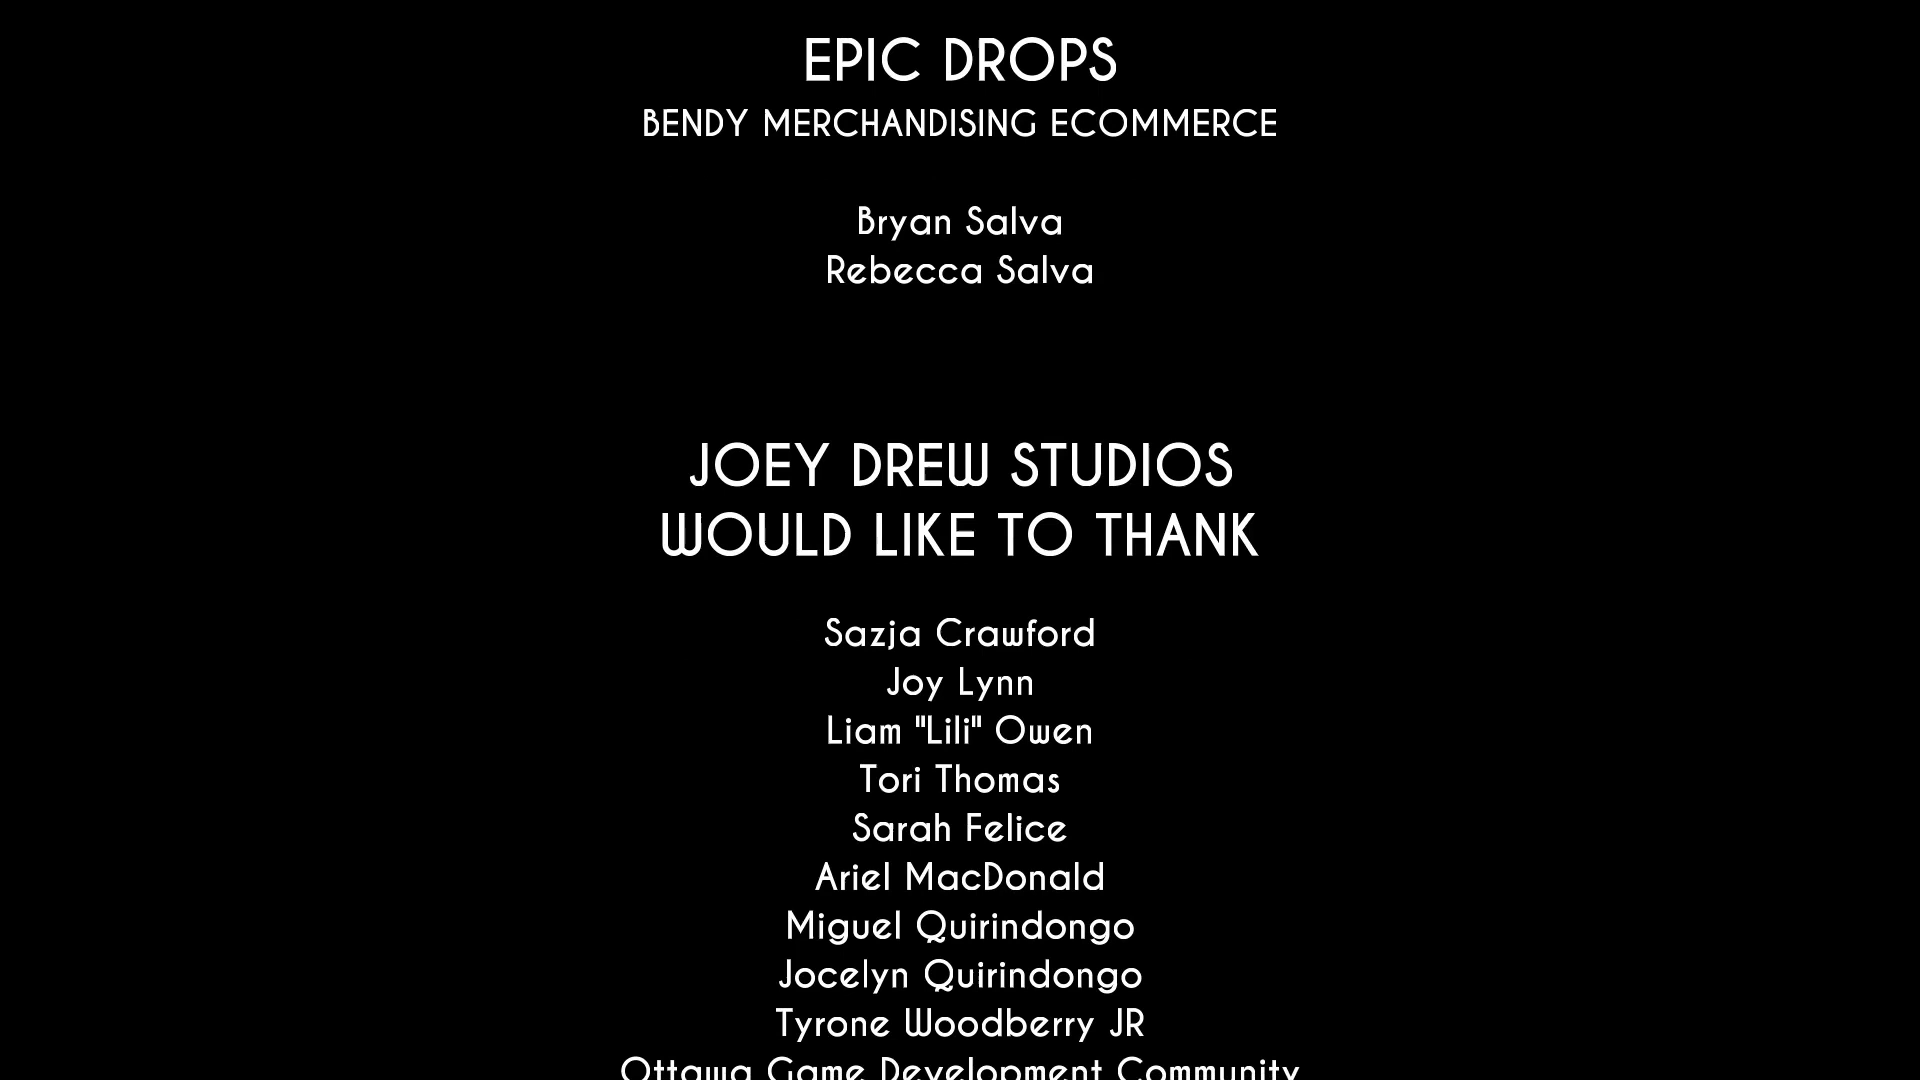 EPIC DROPS
BENDY MERCHANDISING ECOMMERCE
Bryan Salva
Rebecca Salva
JOEY DREW STUDIOS
WOULD LIKE TO THANK
Sazja Crawford
Joy Lynn
Liam "Lili" Owen
Tori Thomas
Sarah Felice
Ariel MacDonald
Miguel Quirindongo
Jocelyn Quirindongo
Tyrone Woodberry JR
Ottawa Game Development Community